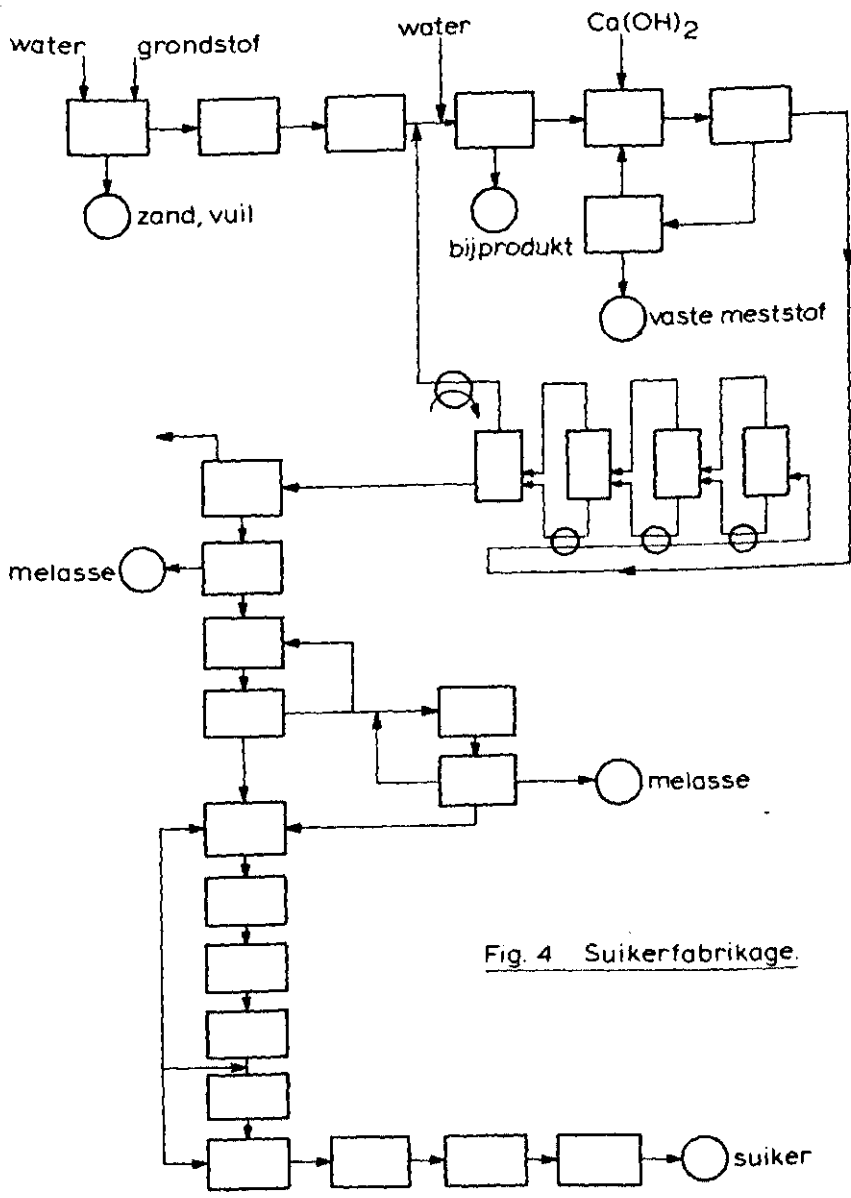 water
grondstof
water
Ca(OH)2
zand, vuil
bijprodukt
vaste meststof
melasse
melasse
Fig. 4 Suikerfabrikage.
suiker